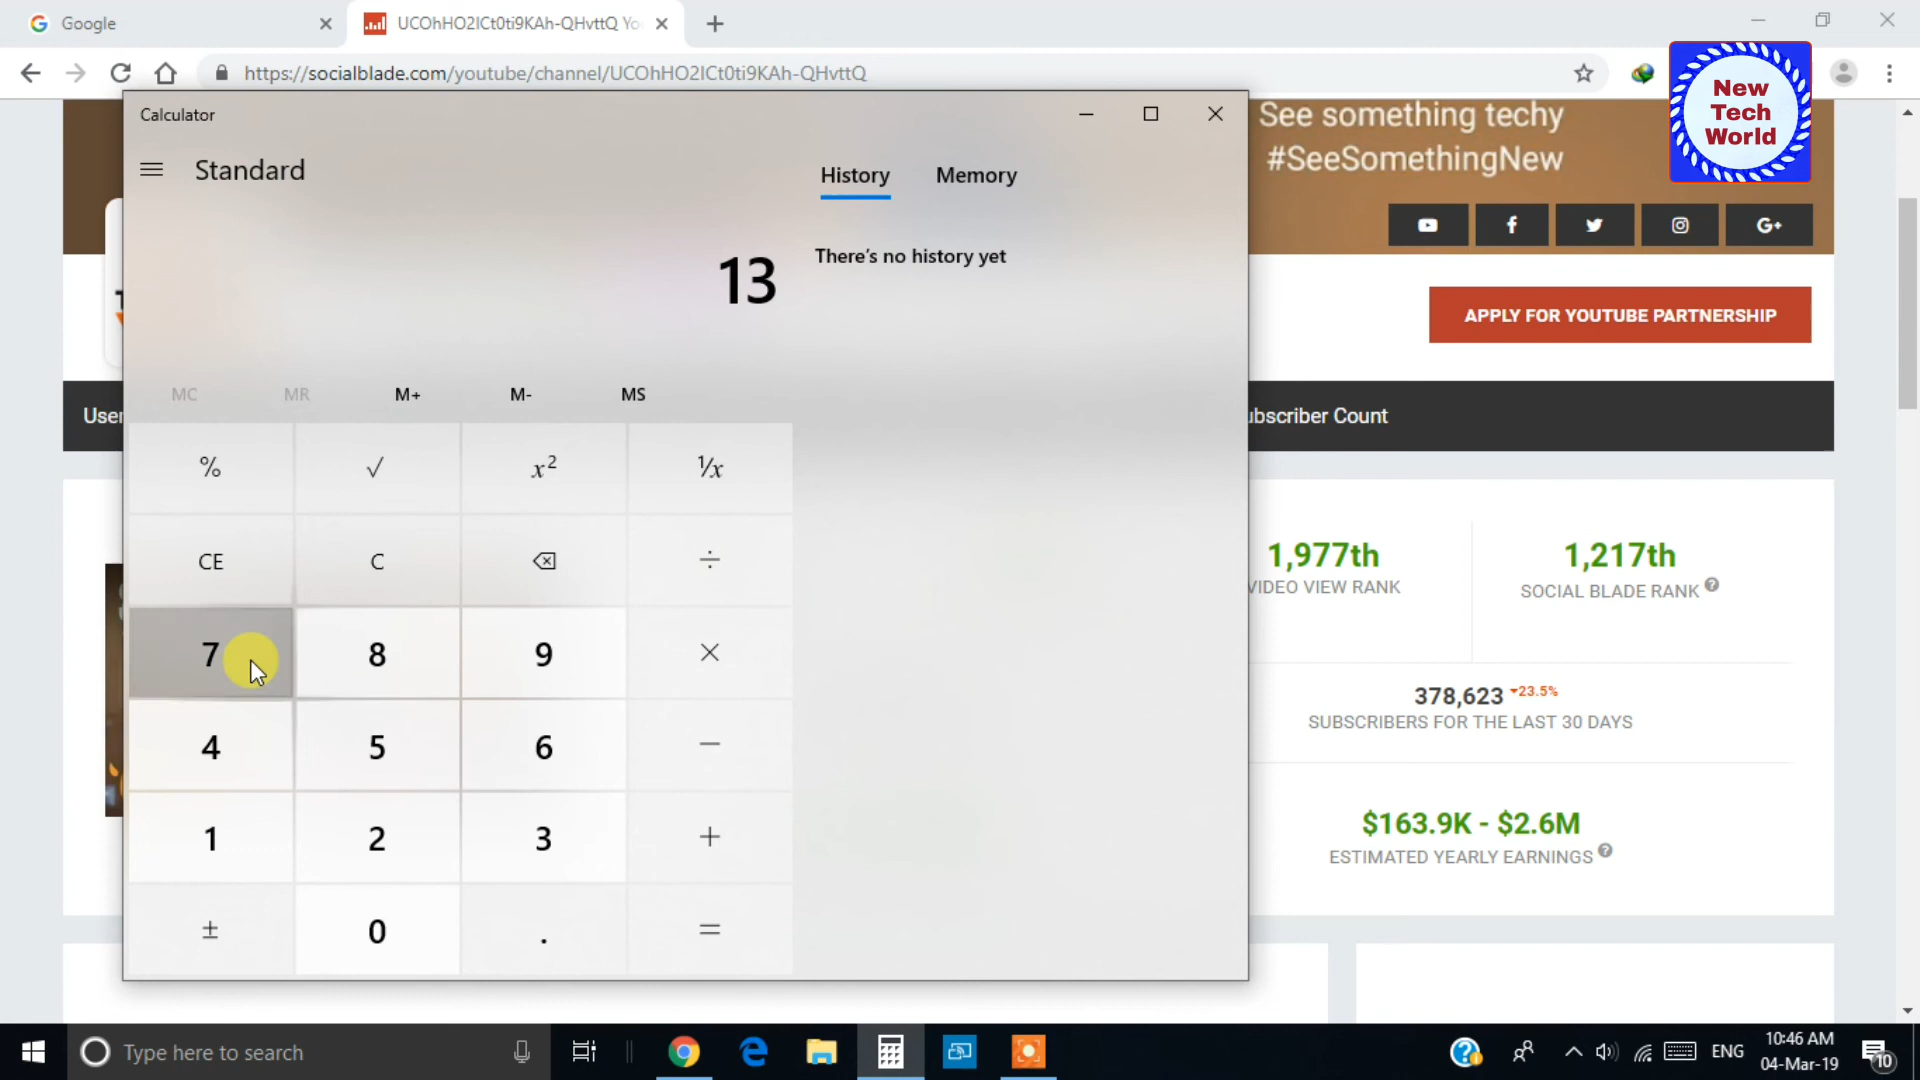 Google
UCOhHO2ICt0ti9KAh-QHvttQ Yo
https://socialblade.com/youtube/channel/UCOhHO2ICt0ti9KAh-QHvttQ
New
Tech
World
See something techy
#SeeSomethingNew
Calculator
Standard
History
Memory
13
There's no history yet
APPLY FOR YOUTUBE PARTNERSHIP
MC MR M+ M- MS
User
ubscriber Count
% √ x² ¹/x
CE C ÷
7 8 9 ×
4 5 6 −
1 2 3 +
± 0 . =
1,977th
VIDEO VIEW RANK
1,217th
SOCIAL BLADE RANK ?
378,623 23.5%
SUBSCRIBERS FOR THE LAST 30 DAYS
$163.9K - $2.6M
ESTIMATED YEARLY EARNINGS ?
Type here to search
ENG
10:46 AM
04-Mar-19
10